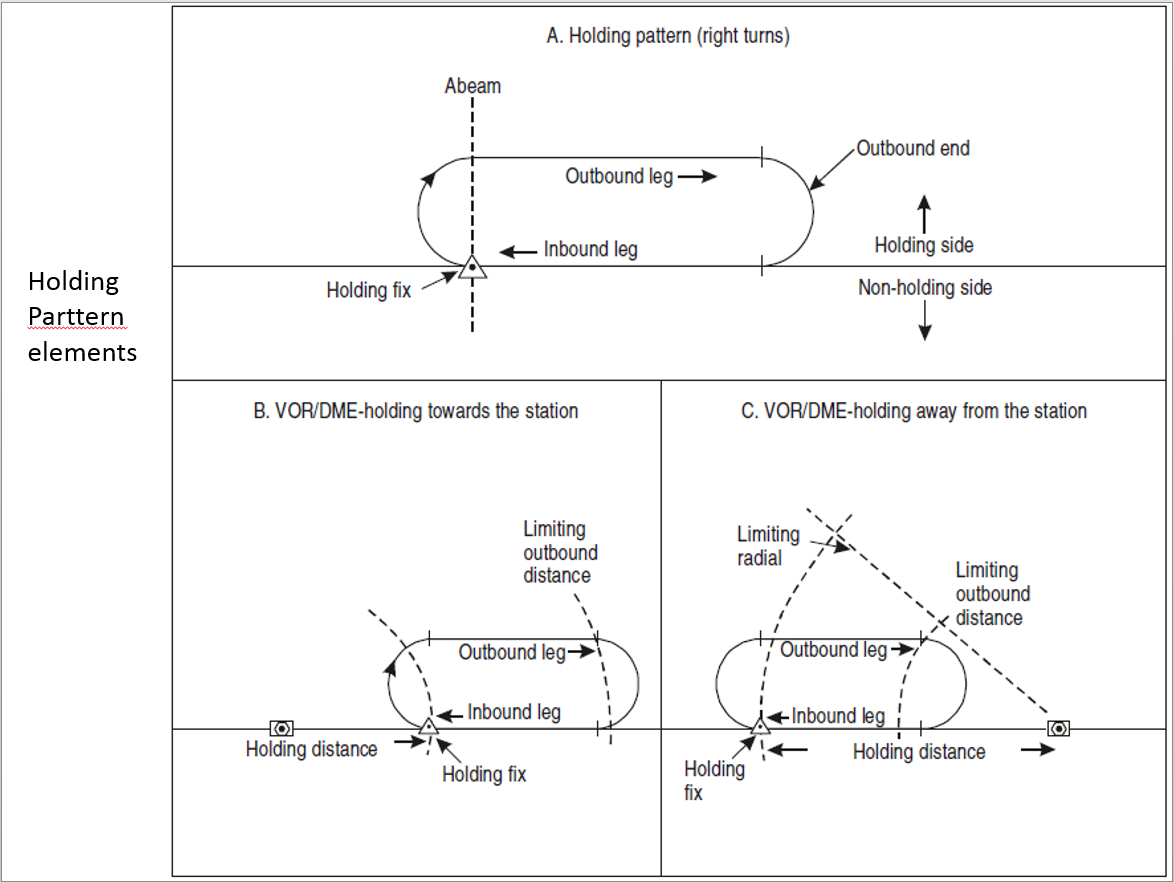 Holding
Parttern
elements
A. Holding pattern (right turns)
Abeam
Outbound end
Outbound leg
Holding side
Inbound leg
Holding fix
Non-holding side
B. VOR/DME-holding towards the station
Limiting
outbound
distance
Outbound leg
Inbound leg
Holding distance
Holding fix
C. VOR/DME-holding away from the station
Limiting
radial
Limiting
outbound
distance
Outbound leg
Inbound leg
Holding distance
Holding
fix